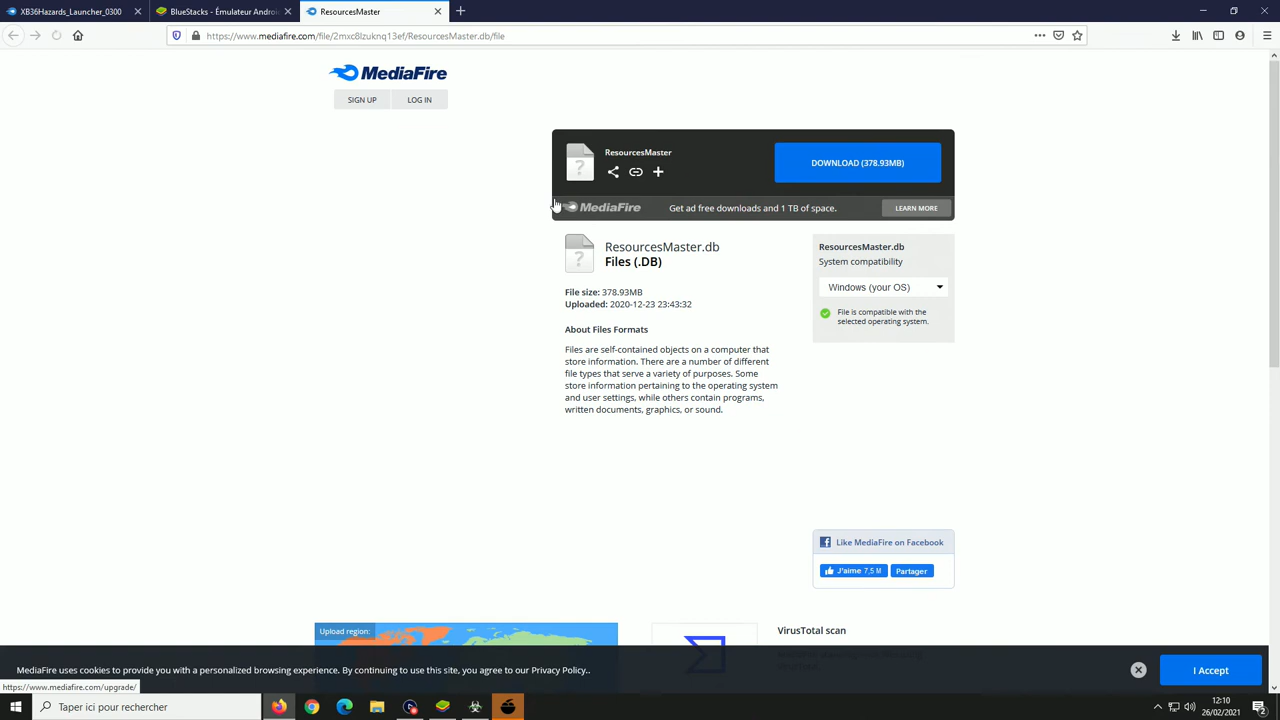 XB36Hazards_Launcher_0300
BlueStacks - Émulateur Androi
ResourcesMaster
https://www.mediafire.com/file/2mxc8lzuknq13ef/ResourcesMaster.db/file
MediaFire
SIGN UP
LOG IN
ResourcesMaster
DOWNLOAD (378.93MB)
MediaFire
Get ad free downloads and 1 TB of space.
LEARN MORE
ResourcesMaster.db
Files (.DB)
File size: 378.93MB
Uploaded: 2020-12-23 23:43:32
About Files Formats
Files are self-contained objects on a computer that
store information. There are a number of different
file types that serve a variety of purposes. Some
store information pertaining to the operating system
and user settings, while others contain programs,
written documents, graphics, or sound.
ResourcesMaster.db
System compatibility
Windows (your OS)
File is compatible with the
selected operating system.
Like MediaFire on Facebook
J'aime 7,5 M
Partager
Upload region:
VirusTotal scan
MediaFire uses cookies to provide you with a personalized browsing experience. By continuing to use this site, you agree to our Privacy Policy..
I Accept
https://www.mediafire.com/upgrade/
Taper ici pour rechercher
12:10
26/02/2021
2